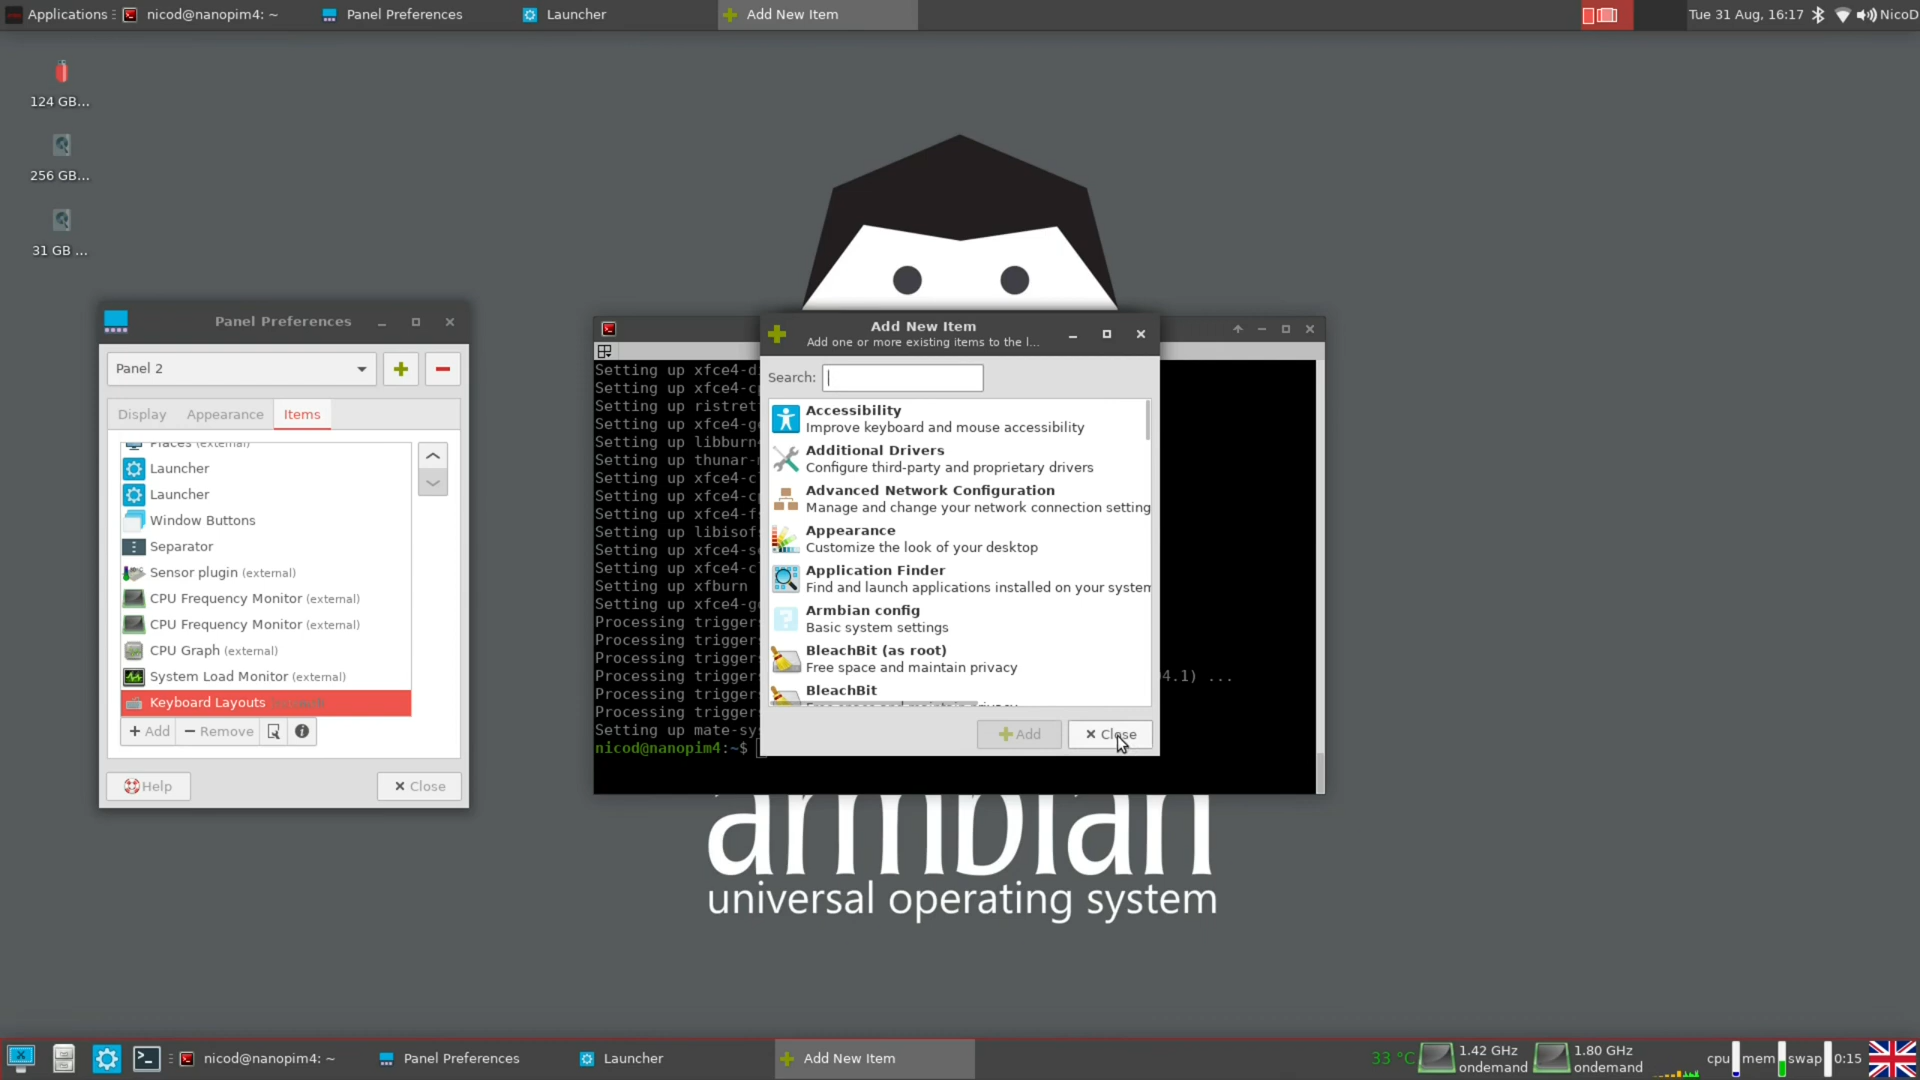 Applications
nicod@nanopim4: ~
Panel Preferences
Launcher
Add New Item
Tue 31 Aug, 16:17
NicoD
124 GB...
256 GB...
31 GB ...
Panel Preferences
Panel 2
Display
Appearance
Items
Places (external)
Launcher
Launcher
Window Buttons
Separator
Sensor plugin (external)
CPU Frequency Monitor (external)
CPU Frequency Monitor (external)
CPU Graph (external)
System Load Monitor (external)
Keyboard Layouts
Add
Remove
Help
Close
Setting up xfce4-d
Setting up xfce4-c
Setting up ristret
Setting up xfce4-g
Setting up libburn
Setting up thunar-
Setting up xfce4-c
Setting up xfce4-c
Setting up xfce4-f
Setting up libisof
Setting up xfce4-s
Setting up xfce4-c
Setting up xfburn
Setting up xfce4-g
Processing trigger
Processing trigger
Processing trigger
Processing trigger
4.1) ...
Processing trigger
Processing trigger
Setting up mate-sy
nicod@nanopim4:~$
Add New Item
Add one or more existing items to the l...
Search:
Accessibility
Improve keyboard and mouse accessibility
Additional Drivers
Configure third-party and proprietary drivers
Advanced Network Configuration
Manage and change your network connection setting
Appearance
Customize the look of your desktop
Application Finder
Find and launch applications installed on your system
Armbian config
Basic system settings
BleachBit (as root)
Free space and maintain privacy
BleachBit
Add
Close
armbian
universal operating system
nicod@nanopim4: ~
Panel Preferences
Launcher
Add New Item
33 °C
1.42 GHz
ondemand
1.80 GHz
ondemand
cpu
mem
swap
0:15